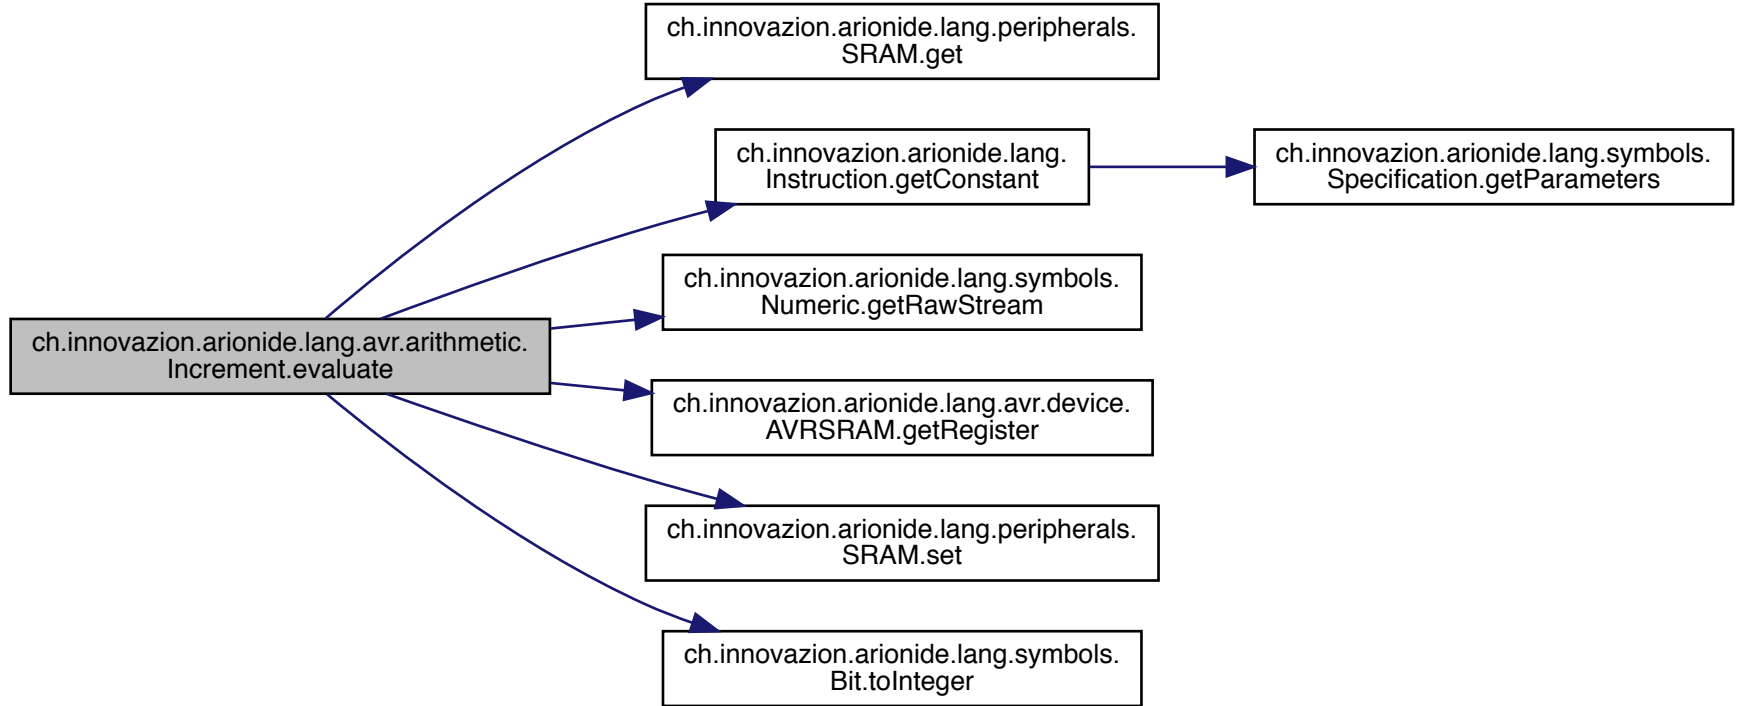 ch.innovazion.arionide.lang.peripherals.
SRAM.get
ch.innovazion.arionide.lang.
Instruction.getConstant
ch.innovazion.arionide.lang.symbols.
Specification.getParameters
ch.innovazion.arionide.lang.symbols.
Numeric.getRawStream
ch.innovazion.arionide.lang.avr.arithmetic.
Increment.evaluate
ch.innovazion.arionide.lang.avr.device.
AVRSRAM.getRegister
ch.innovazion.arionide.lang.peripherals.
SRAM.set
ch.innovazion.arionide.lang.symbols.
Bit.toInteger